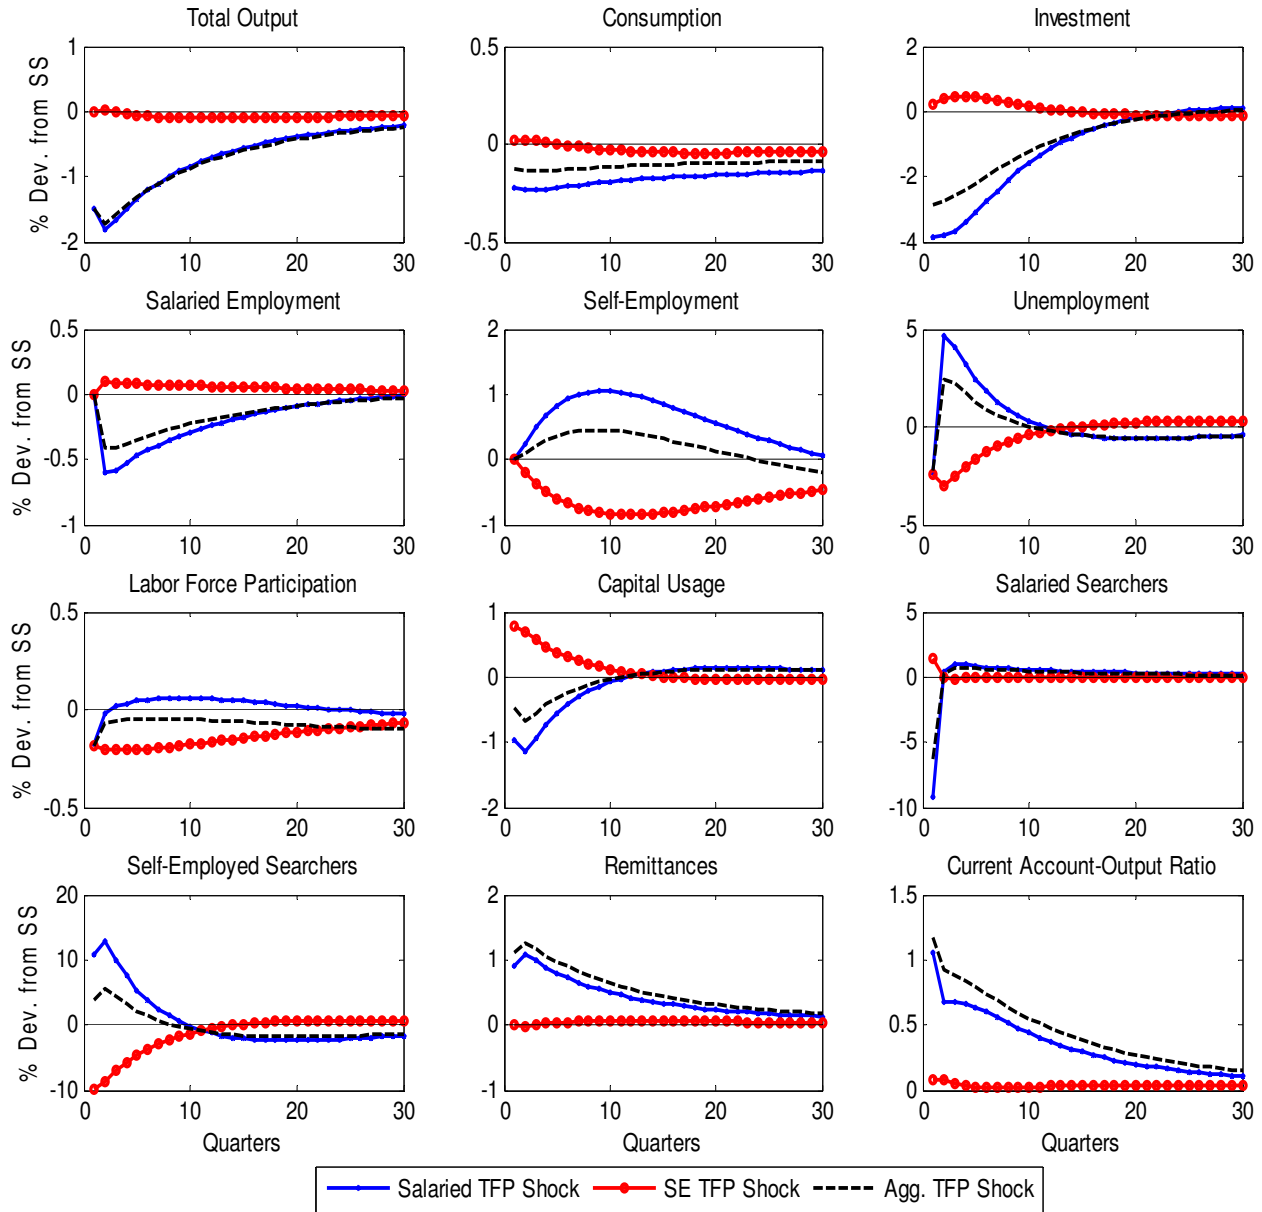 Total Output
Consumption
Investment
% Dev. from SS
1
0
-1
-2
0 10 20 30
0.5
0
-0.5
0 10 20 30
2
0
-2
-4
0 10 20 30
Salaried Employment
Self-Employment
Unemployment
% Dev. from SS
0.5
0
-0.5
-1
0 10 20 30
2
1
0
-1
0 10 20 30
5
0
-5
0 10 20 30
Labor Force Participation
Capital Usage
Salaried Searchers
% Dev. from SS
0.5
0
-0.5
0 10 20 30
1
0
-1
-2
0 10 20 30
5
0
-5
-10
0 10 20 30
Self-Employed Searchers
Remittances
Current Account-Output Ratio
% Dev. from SS
20
10
0
-10
0 10 20 30
Quarters
2
1
0
-1
0 10 20 30
Quarters
1.5
1
0.5
0
0 10 20 30
Quarters
Salaried TFP Shock SE TFP Shock Agg. TFP Shock